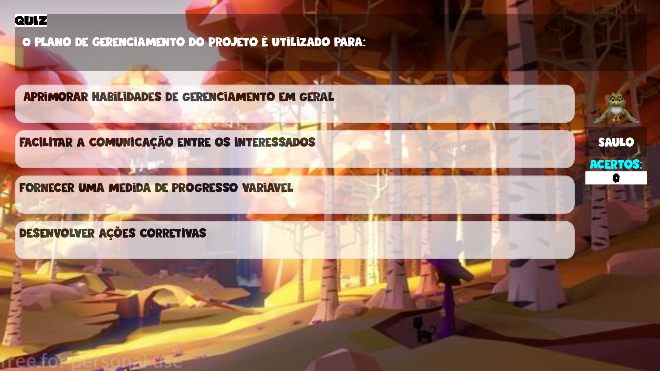 QUIZ
O PLANO DE GERENCIAMENTO DO PROJETO É UTILIZADO PARA:
APRIMORAR HABILIDADES DE GERENCIAMENTO EM GERAL
FACILITAR A COMUNICAÇÃO ENTRE OS INTERESSADOS
FORNECER UMA MEDIDA DE PROGRESSO VARIAVEL
DESENVOLVER AÇÕES CORRETIVAS
SAULO
ACERTOS:
0
free for personal use